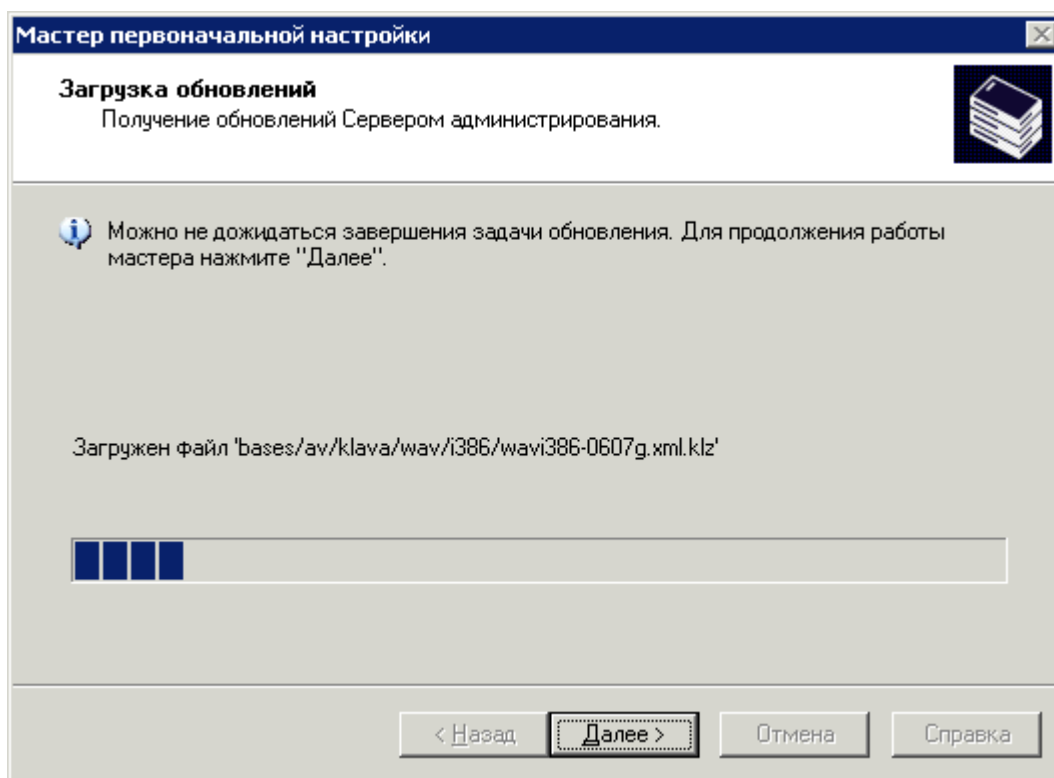 Мастер первоначальной настройки
Загрузка обновлений
Получение обновлений Сервером администрирования.
Можно не дожидаться завершения задачи обновления. Для продолжения работы
мастера нажмите "Далее".
Загружен файл 'bases/av/klava/wav/i386/wavi386-0607g.xml.klz'
< Назад
Далее >
Отмена
Справка